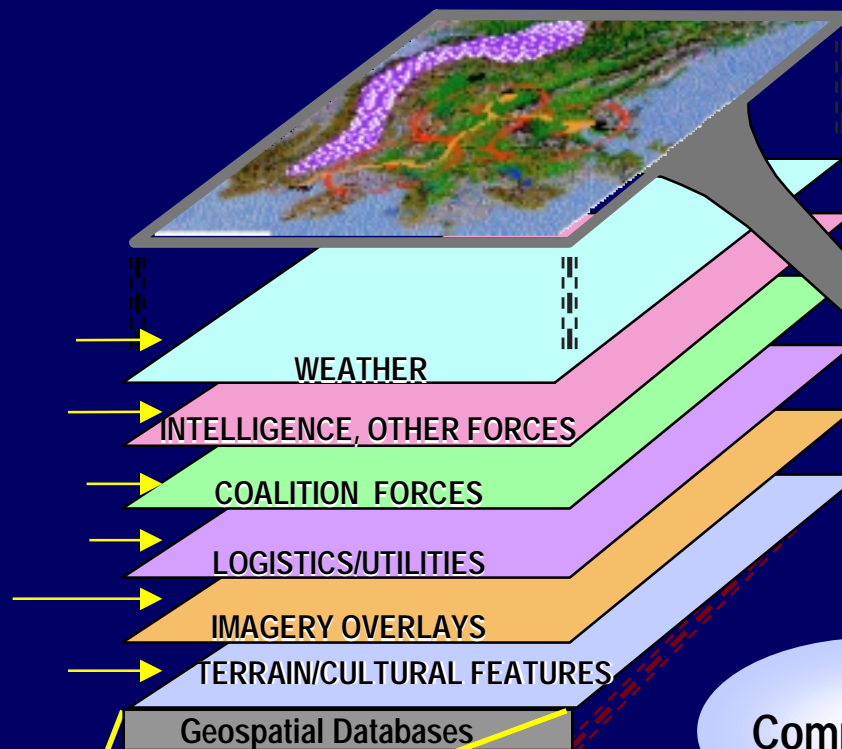 WEATHER
INTELLIGENCE, OTHER FORCES
COALITION FORCES
LOGISTICS/UTILITIES
IMAGERY OVERLAYS
TERRAIN/CULTURAL FEATURES
Geospatial Databases